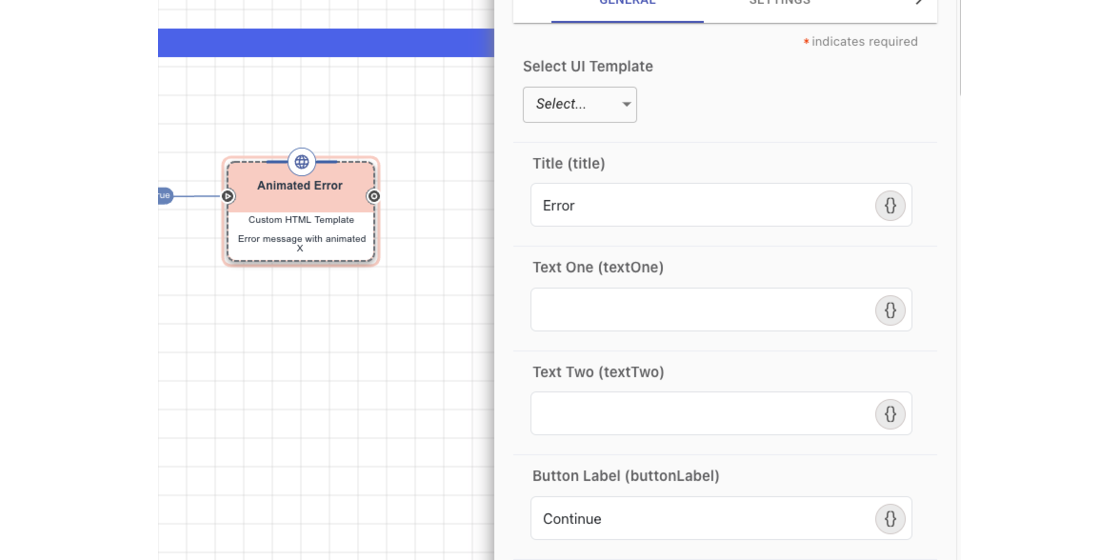 GENERAL
SETTINGS
* indicates required
Select UI Template
Select...
Title (title)
Error
{}
Text One (textOne)
{}
Text Two (textTwo)
{}
Button Label (buttonLabel)
Continue
{}
Animated Error
Custom HTML Template
Error message with animated
X